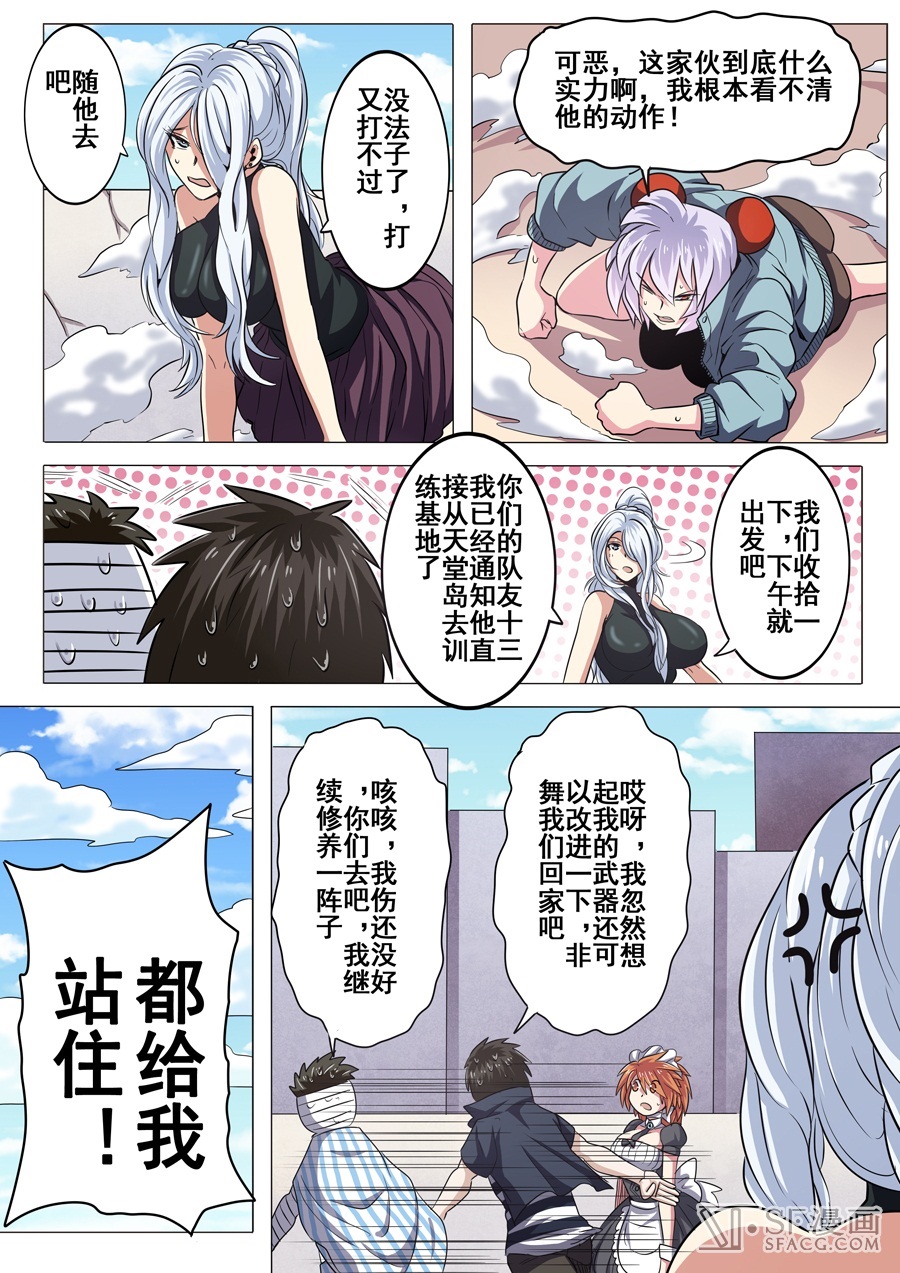 可恶，这家伙到底什么
实力啊，我根本看不清
他的动作！
没法子了，打
又打不过
随他去
吧
我们收拾一
下，下午就
出发吧
你们的队友十三
我已经通知他直
接从天堂岛去训
练基地了
哎呀，我忽然想
起我的武器还可
以改进一下，非
舞我们回家吧
咳咳，我伤还没好
，你们去吧，我继
续修养一阵子
都给我
站住！
SF漫画
SFACG.COM